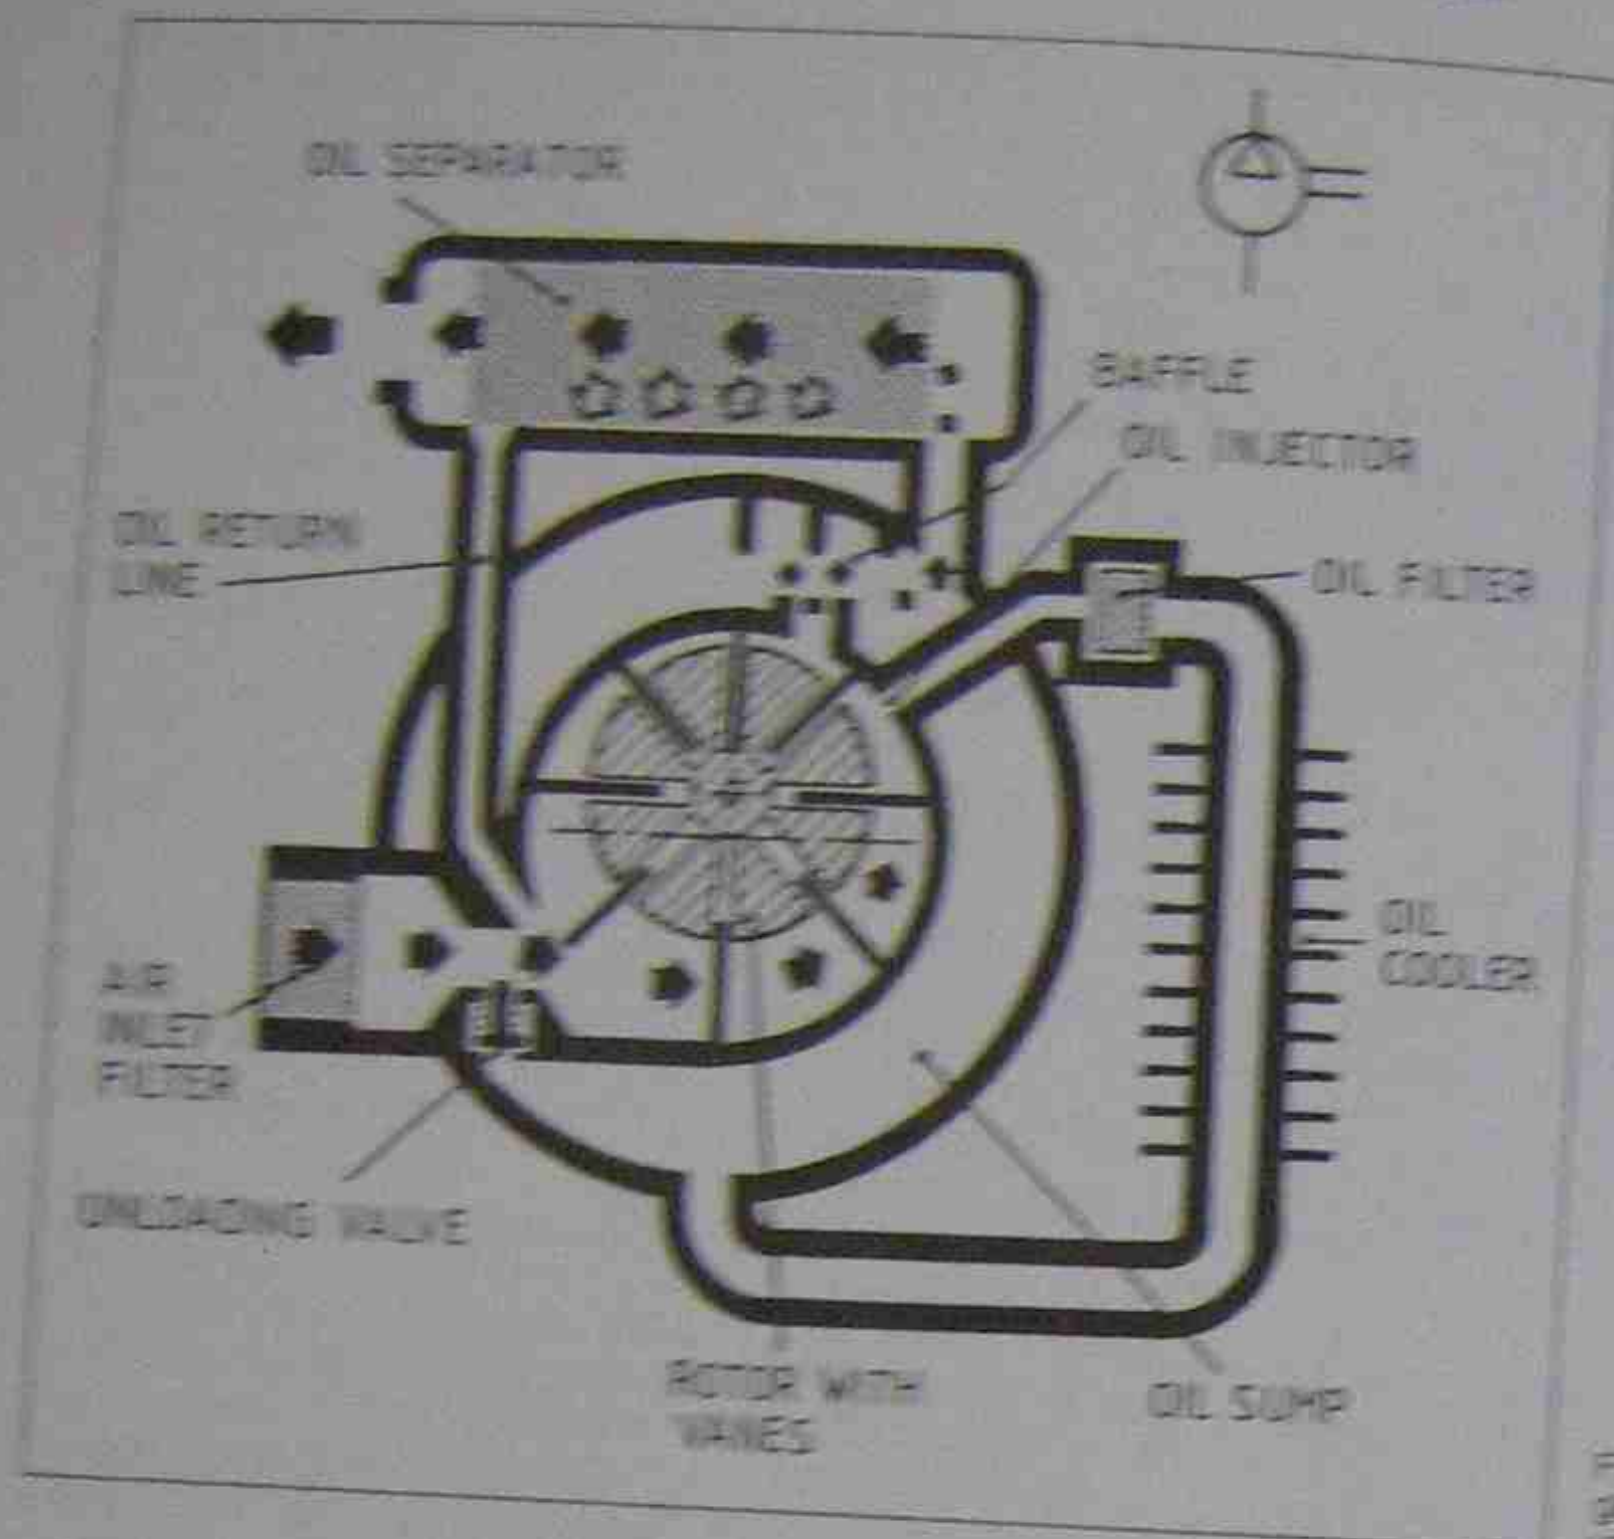 OIL SEPARATOR
BAFFLE
OIL INJECTOR
OIL RETURN
LINE
OIL FILTER
OIL
COOLER
AIR
INLET
FILTER
UNLOADING VALVE
ROTOR WITH
VANES
OIL SUMP